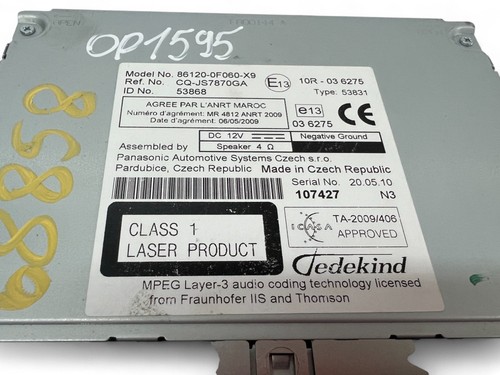 OP1595
Model No. 86120-0F060-X9
Ref. No. CQ-JS7870GA
ID No. 53868
E13
10R - 03 6275
Type: 53831
AGREE PAR L'ANRT MAROC
Numéro d'agrément: MR 4812 ANRT 2009
Date d'agrément: 06/05/2009
e13
03 6275
CE
DC 12V
Negative Ground
Assembled by Speaker 4 Ω
Panasonic Automotive Systems Czech s.r.o.
Pardubice, Czech Republic Made in Czech Republic
Serial No. 20.05.10
107427 N3
CLASS 1
LASER PRODUCT
ICASA
TA-2009/406
APPROVED
Tedekind
MPEG Layer-3 audio coding technology licensed
from Fraunhofer IIS and Thomson